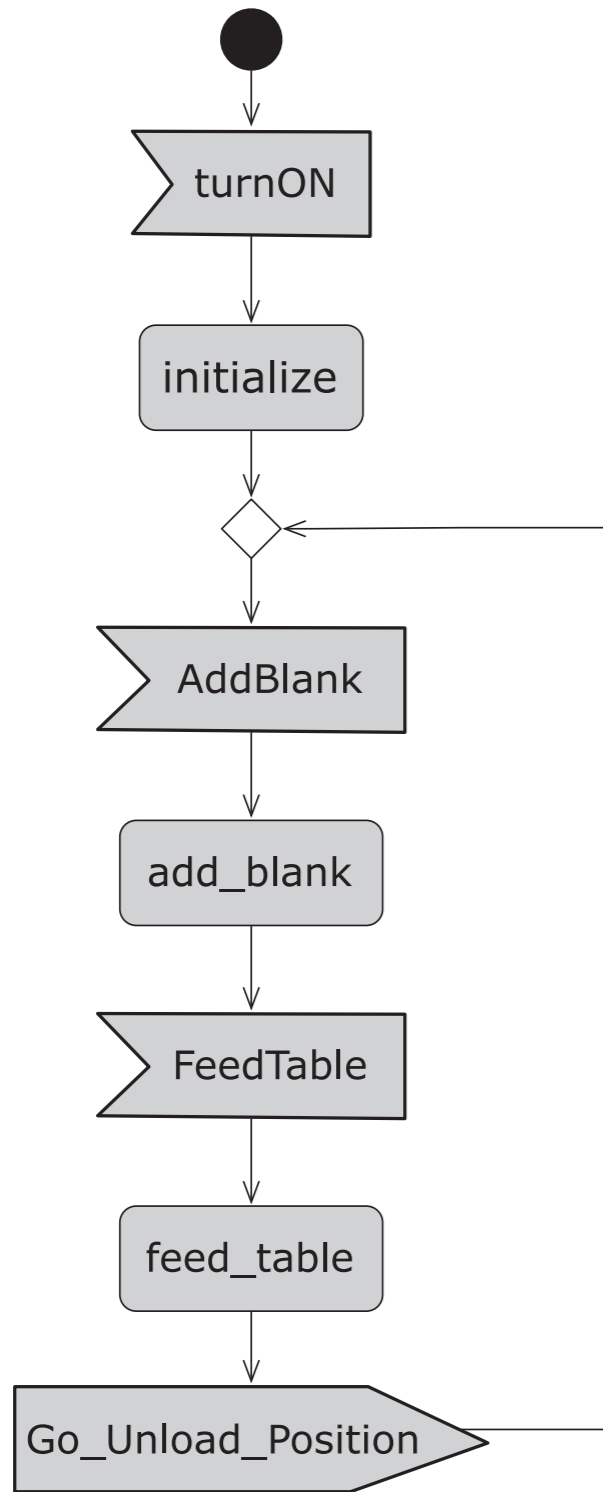 turnON
initialize
AddBlank
add_blank
FeedTable
feed_table
Go_Unload_Position